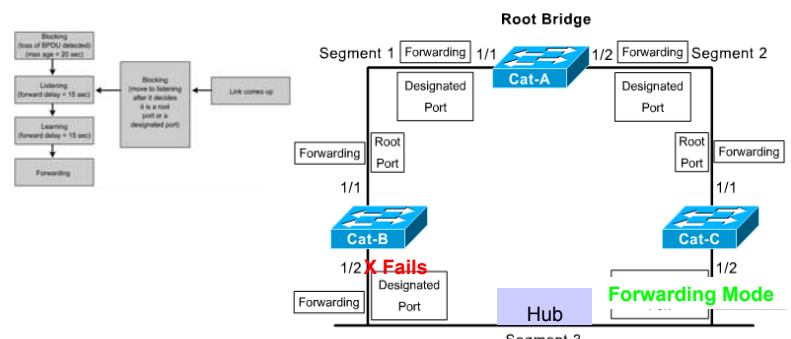 Root Bridge
Segment 1
Forwarding
1/1
1/2
Forwarding
Segment 2
Cat-A
Designated
Port
Designated
Port
Blocking
(loss of BPDU detected)
(max age = 20 sec)
Listening
(forward delay = 15 sec)
Learning
(forward delay = 15 sec)
Forwarding
Blocking
(move to listening
after it decides
it is a root
port or a
designated port)
Link comes up
Forwarding
Root
Port
Root
Port
Forwarding
1/1
1/1
Cat-B
Cat-C
1/2
X Fails
1/2
Designated
Port
Forwarding
Forwarding Mode
Hub
Segment 3